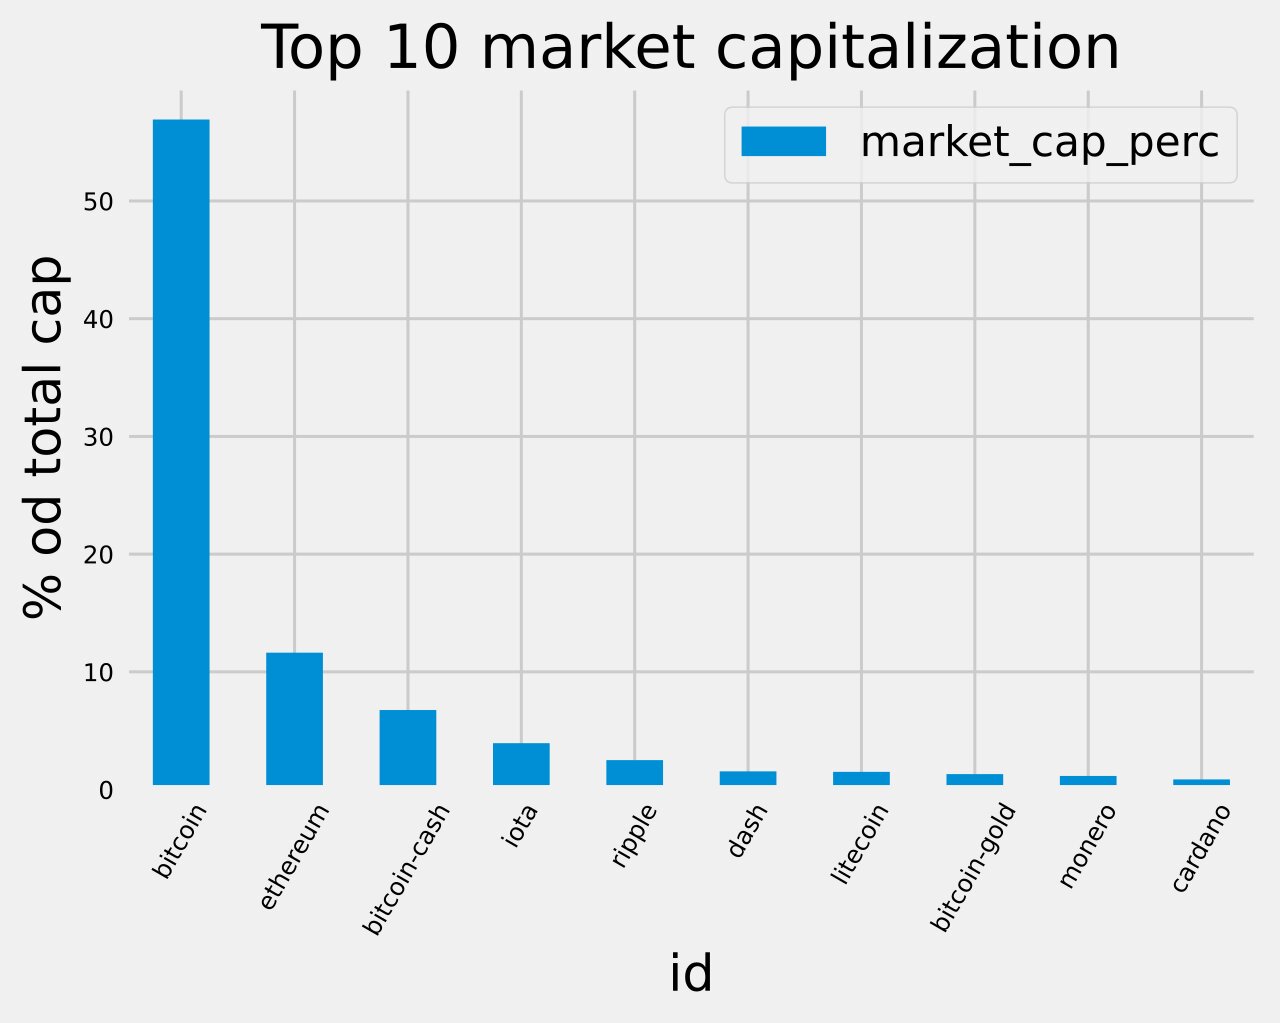 Top 10 market capitalization
market_cap_perc
% od total cap
50
40
30
20
10
0
bitcoin
ethereum
bitcoin-cash
iota
ripple
dash
litecoin
bitcoin-gold
monero
cardano
id